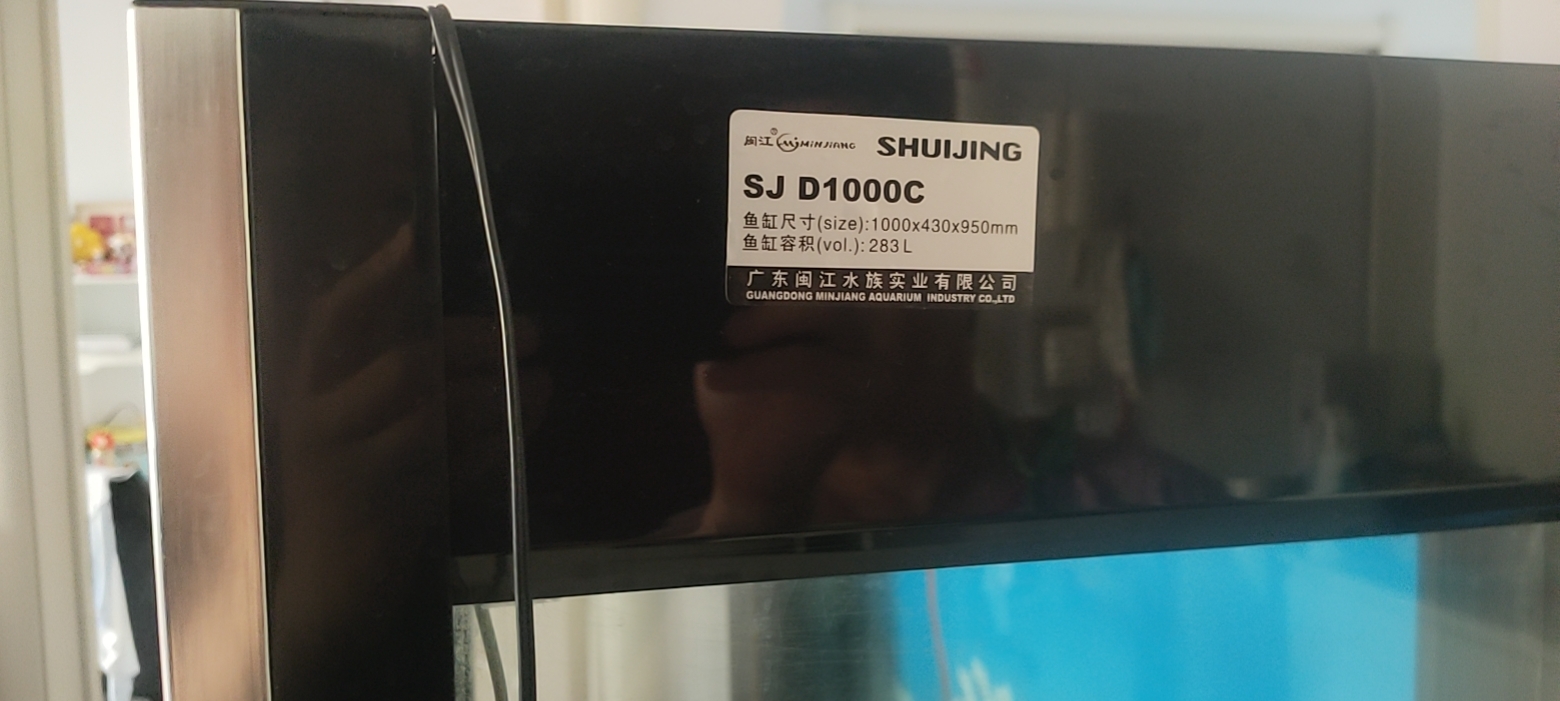 闽江® MINJIANG SHUIJING
SJ D1000C
鱼缸尺寸(size):1000x430x950mm
鱼缸容积(vol.): 283L
广东闽江水族实业有限公司
GUANGDONG MINJIANG AQUARIUM INDUSTRY CO.,LTD